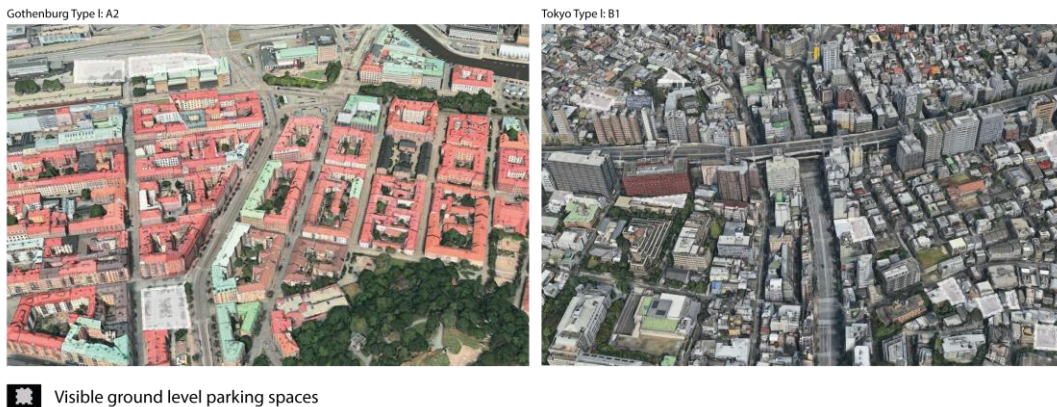 Gothenburg Type I: A2
Tokyo Type I: B1
Visible ground level parking spaces